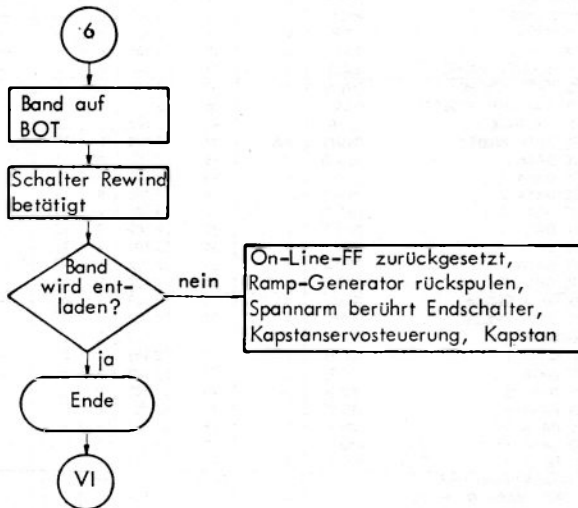 6
Band auf
BOT
Schalter Rewind
betätigt
Band
wird ent-
laden?
nein
On-Line-FF zurückgesetzt,
Ramp-Generator rückspulen,
Spannarm berührt Endschalter,
Kapstanservosteuerung, Kapstan
ja
Ende
VI